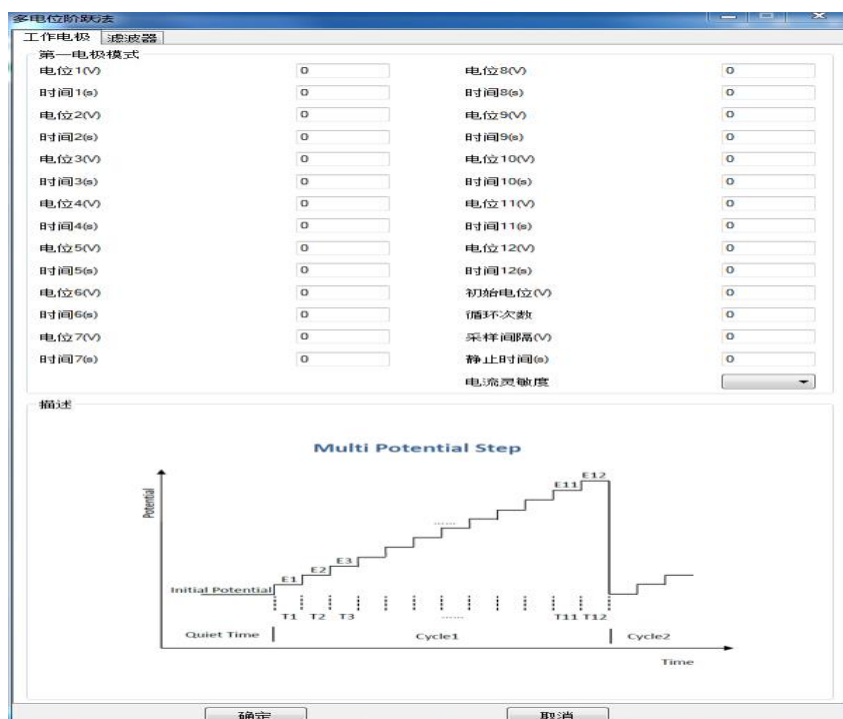 多电位阶跃法
工作电极 滤波器
第一电极模式
电位1(V) 0 电位8(V) 0
时间1(s) 0 时间8(s) 0
电位2(V) 0 电位9(V) 0
时间2(s) 0 时间9(s) 0
电位3(V) 0 电位10(V) 0
时间3(s) 0 时间10(s) 0
电位4(V) 0 电位11(V) 0
时间4(s) 0 时间11(s) 0
电位5(V) 0 电位12(V) 0
时间5(s) 0 时间12(s) 0
电位6(V) 0 初始电位(V) 0
时间6(s) 0 循环次数 0
电位7(V) 0 采样间隔(V) 0
时间7(s) 0 静止时间(s) 0
电流灵敏度
描述
Multi Potential Step
Potential
E12
E11
......
E3
E2
E1
Initial Potential
T1 T2 T3 ...... T11 T12
Quiet Time Cycle1 Cycle2
Time
确定 取消